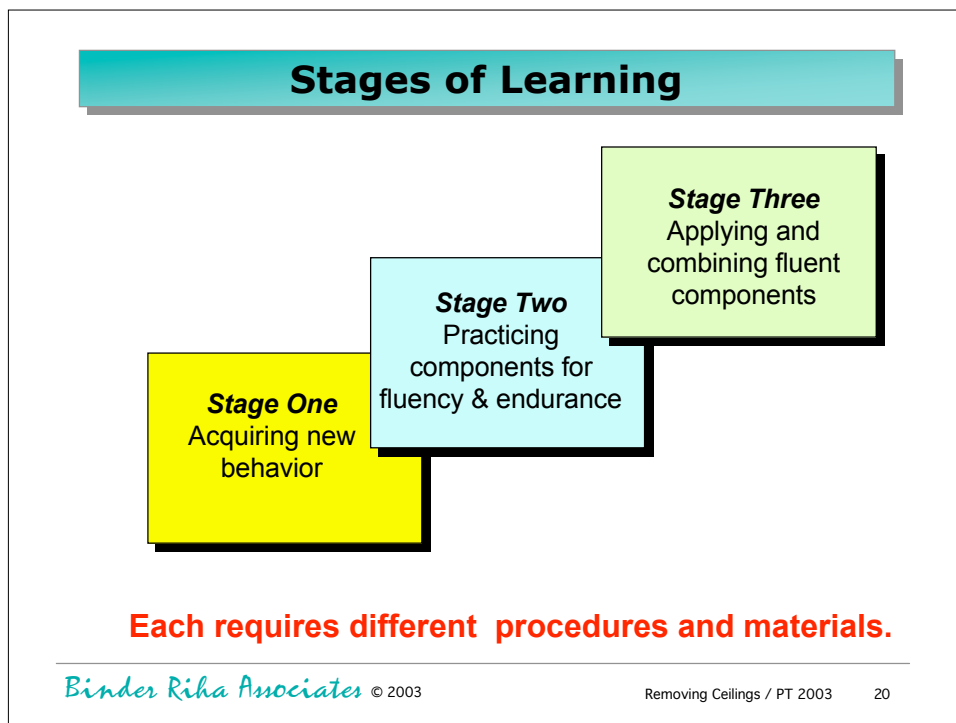 Stages of Learning
Stage One
Acquiring new
behavior
Stage Two
Practicing
components for
fluency & endurance
Stage Three
Applying and
combining fluent
components
Each requires different procedures and materials.
Binder Riha Associates © 2003
Removing Ceilings / PT 2003 20